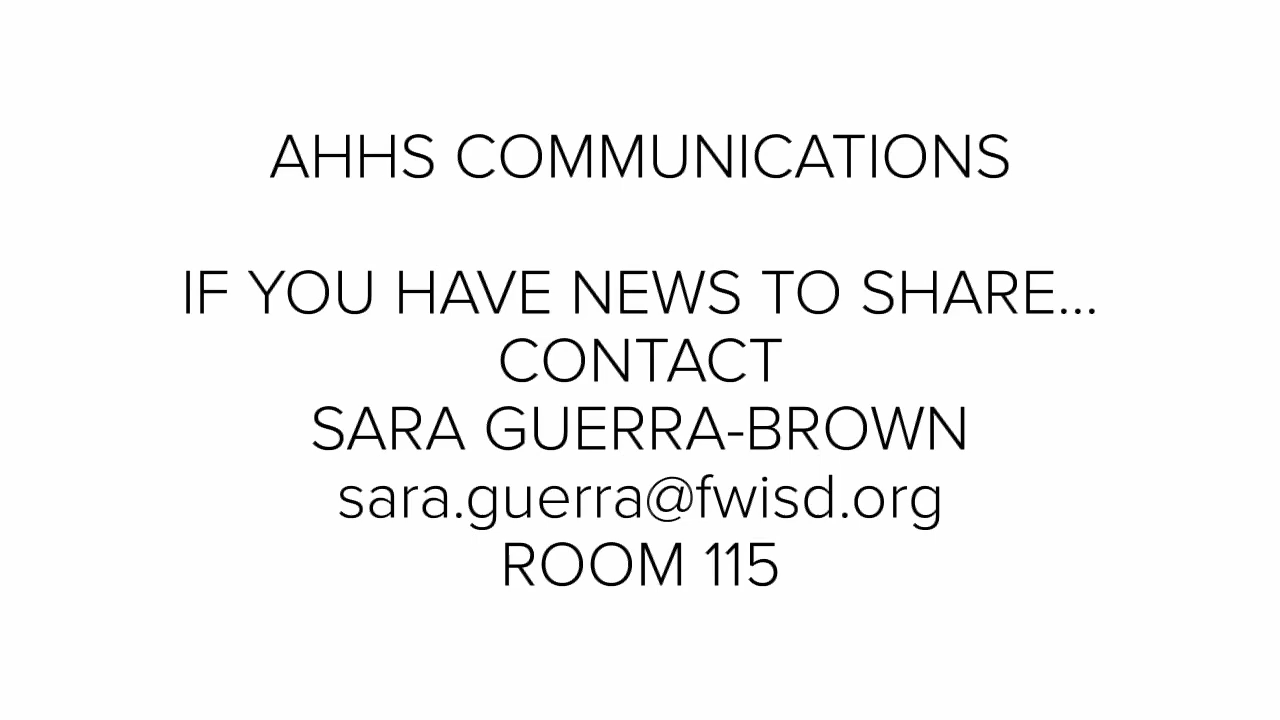 AHHS COMMUNICATIONS
IF YOU HAVE NEWS TO SHARE...
CONTACT
SARA GUERRA-BROWN
sara.guerra@fwisd.org
ROOM 115